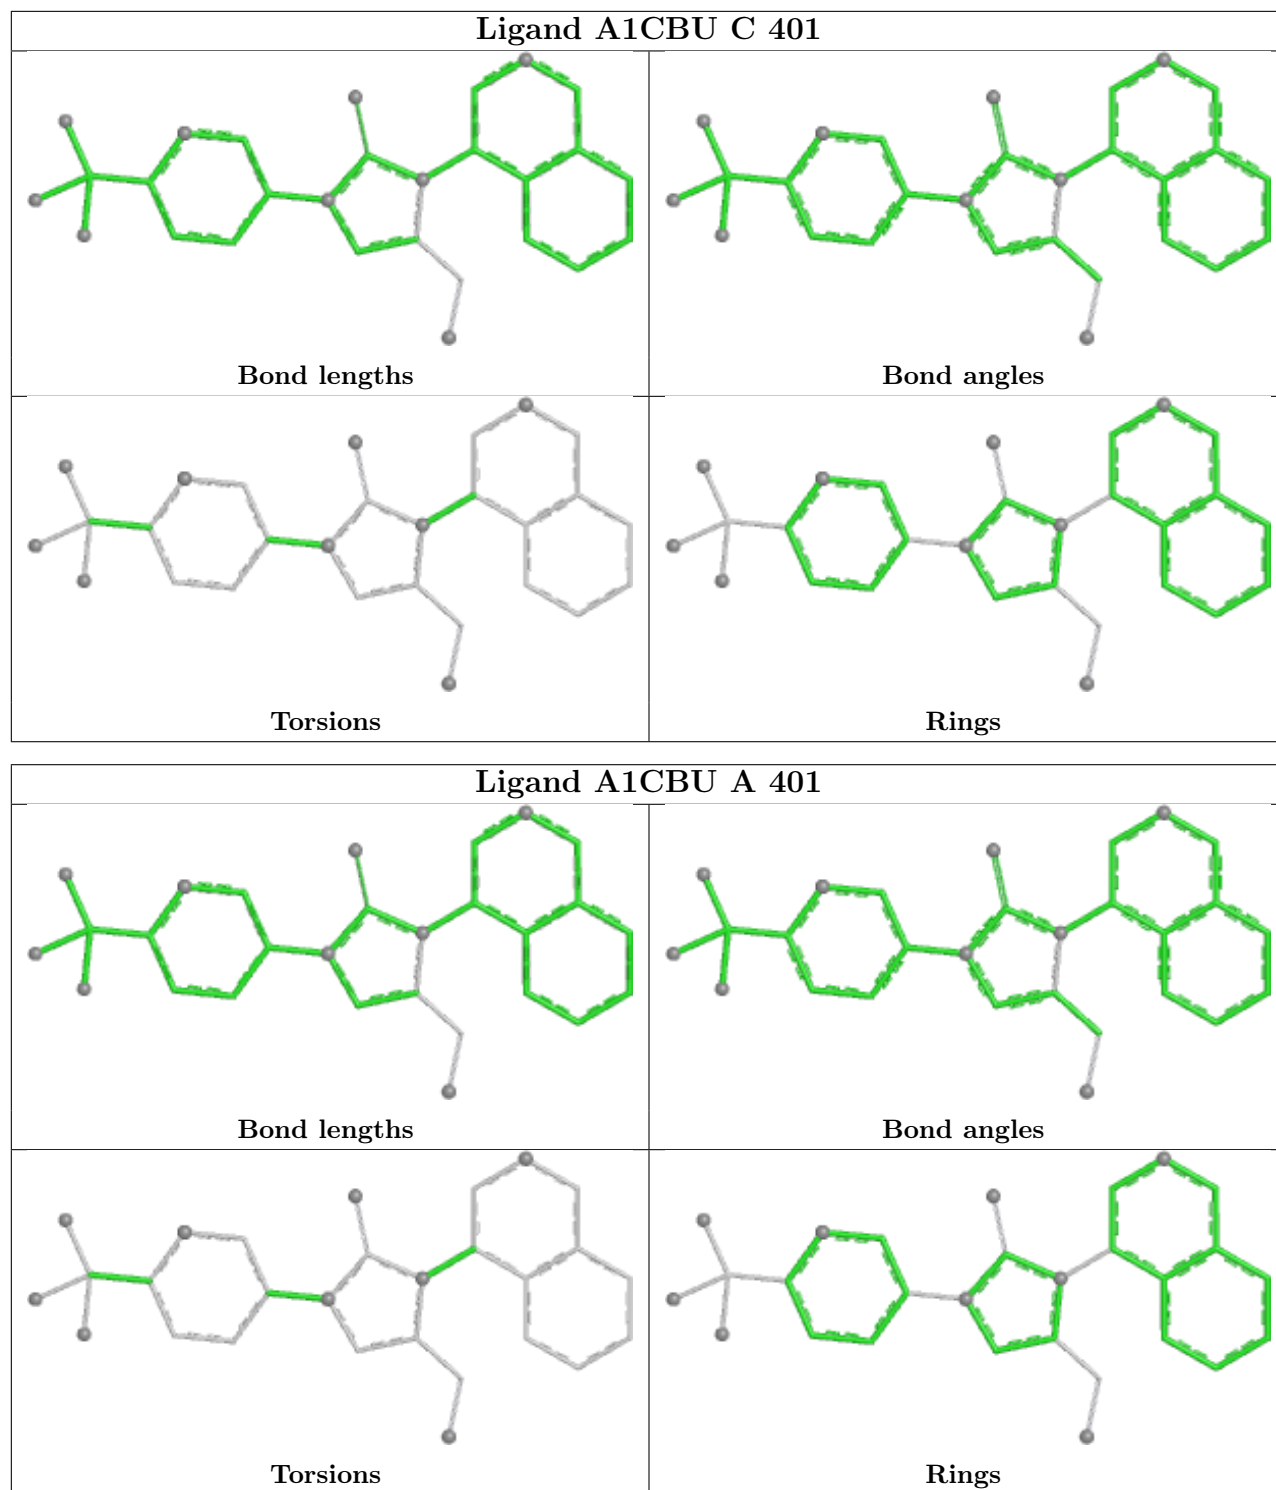 Ligand A1CBU C 401
Bond lengths
Bond angles
Torsions
Rings
Ligand A1CBU A 401
Bond lengths
Bond angles
Torsions
Rings